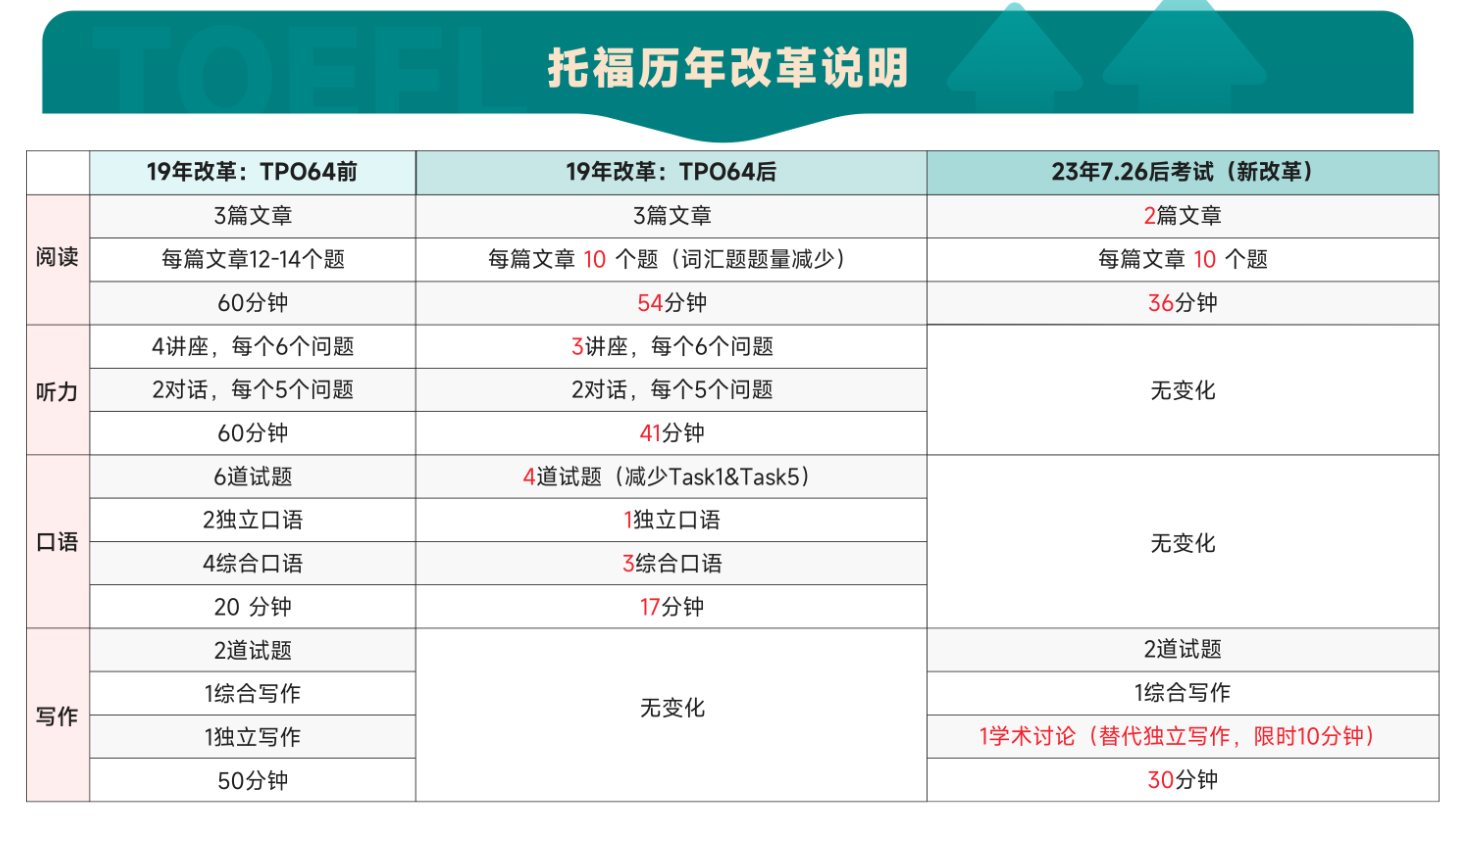 TOEFL
托福历年改革说明
19年改革：TPO64前
19年改革：TPO64后
23年7.26后考试（新改革）
阅读
3篇文章
3篇文章
2篇文章
每篇文章12-14个题
每篇文章 10 个题（词汇题题量减少）
每篇文章 10 个题
60分钟
54分钟
36分钟
听力
4讲座，每个6个问题
3讲座，每个6个问题
无变化
2对话，每个5个问题
2对话，每个5个问题
60分钟
41分钟
口语
6道试题
4道试题（减少Task1&Task5）
无变化
2独立口语
1独立口语
4综合口语
3综合口语
20 分钟
17分钟
写作
2道试题
无变化
2道试题
1综合写作
1综合写作
1独立写作
1学术讨论（替代独立写作，限时10分钟）
50分钟
30分钟